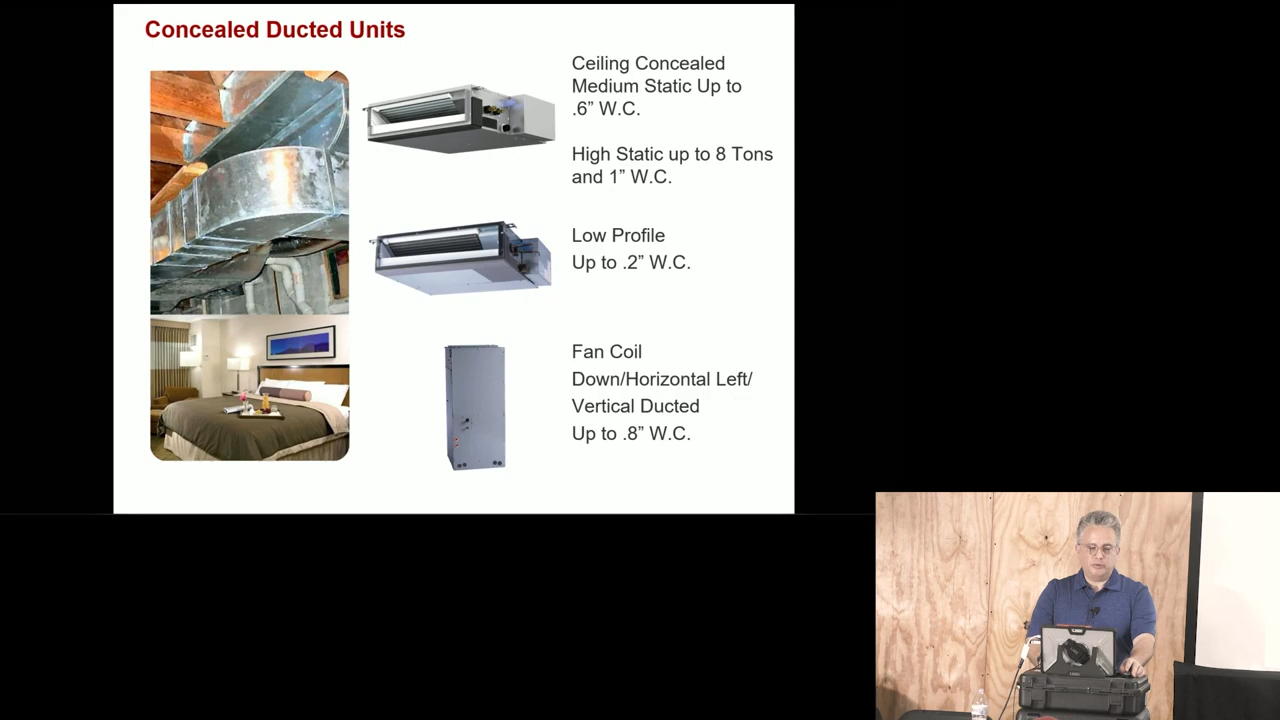 Concealed Ducted Units
Ceiling Concealed
Medium Static Up to
.6” W.C.
High Static up to 8 Tons
and 1” W.C.
Low Profile
Up to .2” W.C.
Fan Coil
Down/Horizontal Left/
Vertical Ducted
Up to .8” W.C.